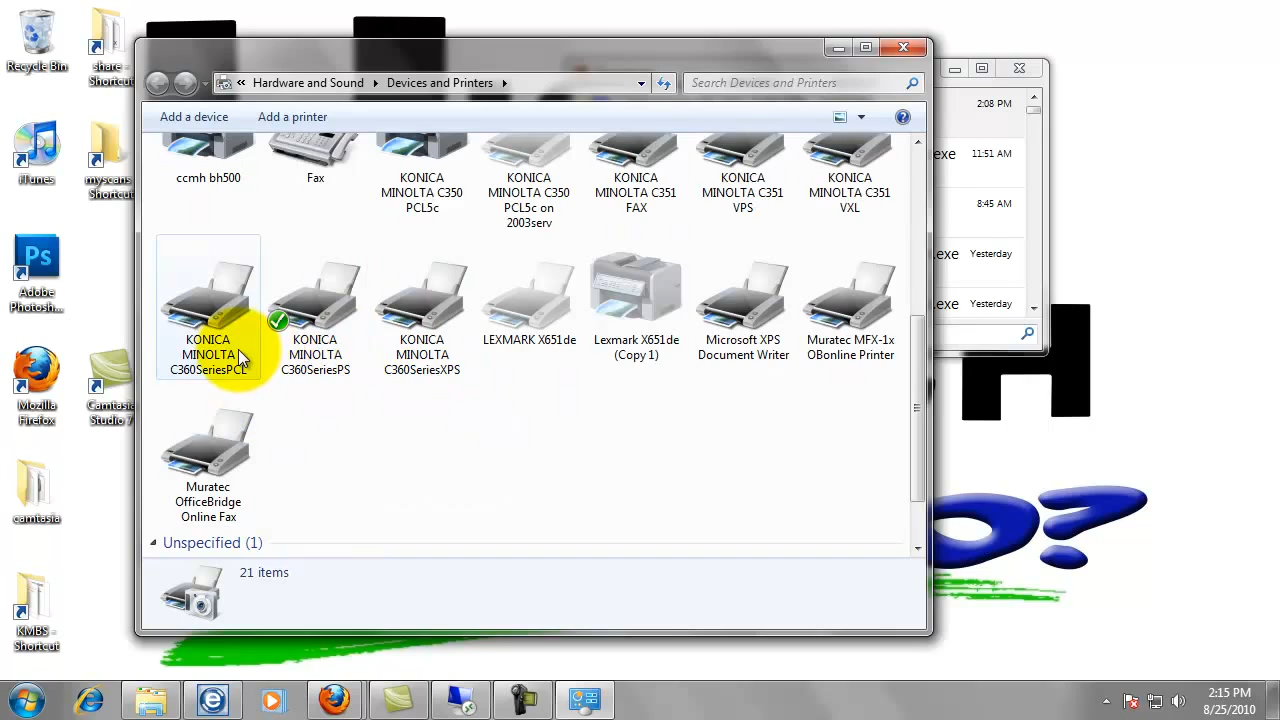 Recycle Bin
share -
Shortcut
iTunes
myscans
Shortcut
Adobe
Photosh...
Mozilla
Firefox
Camtasia
Studio 7
camtasia
KMBS -
Shortcut
« Hardware and Sound Devices and Printers
Search Devices and Printers
Add a device Add a printer
ccmh bh500
Fax
KONICA
MINOLTA C350
PCL5c
KONICA
MINOLTA C350
PCL5c on
2003serv
KONICA
MINOLTA C351
FAX
KONICA
MINOLTA C351
VPS
KONICA
MINOLTA C351
VXL
KONICA
MINOLTA
C360SeriesPCL
KONICA
MINOLTA
C360SeriesPS
KONICA
MINOLTA
C360SeriesXPS
LEXMARK X651de
Lexmark X651de
(Copy 1)
Microsoft XPS
Document Writer
Muratec MFX-1x
OBonline Printer
Muratec
OfficeBridge
Online Fax
Unspecified (1)
21 items
2:08 PM
.exe 11:51 AM
8:45 AM
.exe Yesterday
.exe Yesterday
H
O?
2:15 PM
8/25/2010